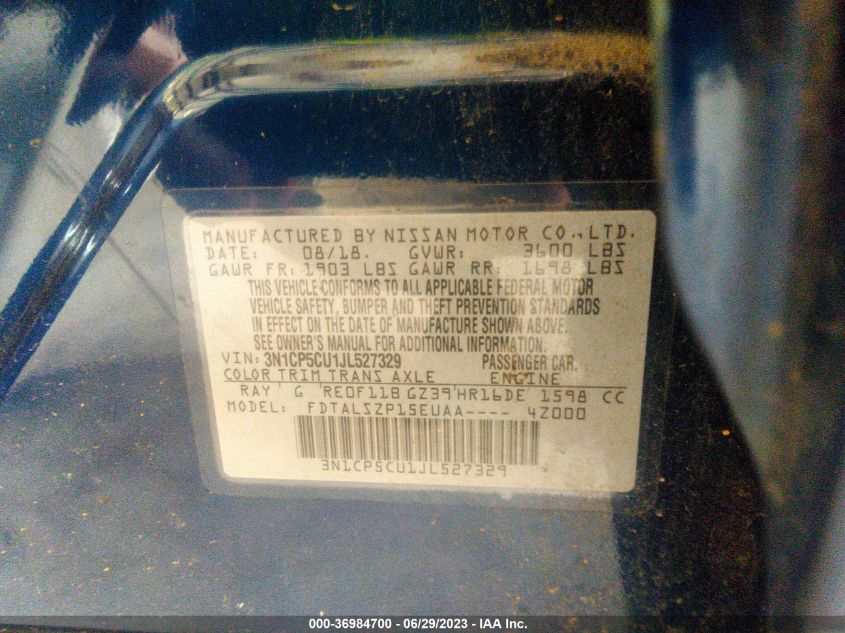 MANUFACTURED BY NISSAN MOTOR CO., LTD.
DATE: 08/18. GVWR: 3600 LBS
GAWR FR: 1903 LBS GAWR RR: 1698 LBS
THIS VEHICLE CONFORMS TO ALL APPLICABLE FEDERAL MOTOR
VEHICLE SAFETY, BUMPER AND THEFT PREVENTION STANDARDS
IN EFFECT ON THE DATE OF MANUFACTURE SHOWN ABOVE.
SEE OWNER'S MANUAL FOR ADDITIONAL INFORMATION.
VIN: 3N1CP5CU1JL527329 PASSENGER CAR.
COLOR TRIM TRANS AXLE ENGINE
RAY G 'RE0F11B GZ39'HR16DE 1598 CC
MODEL: FDTALSZP15EUAA---- 4Z000
3N1CP5CU1JL527329
000-36984700 - 06/29/2023 - IAA Inc.